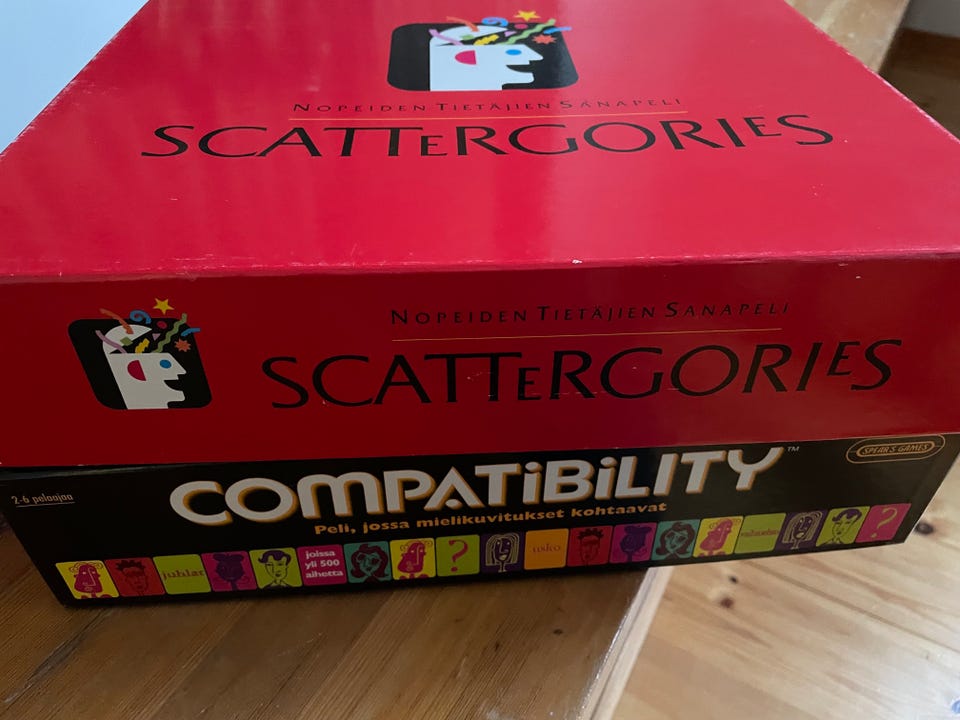 NOPEIDEN TIETÄJIEN SANAPELI
SCATTERGORIES
NOPEIDEN TIETÄJIEN SANAPELI
SCATTERGORIES
SPEAR'S GAMES
COMPATiBiLITY™
2-6 pelaajaa
Peli, jossa mielikuvitukset kohtaavat
juhlat
joissa
yli 500
aihetta
?
usko
?